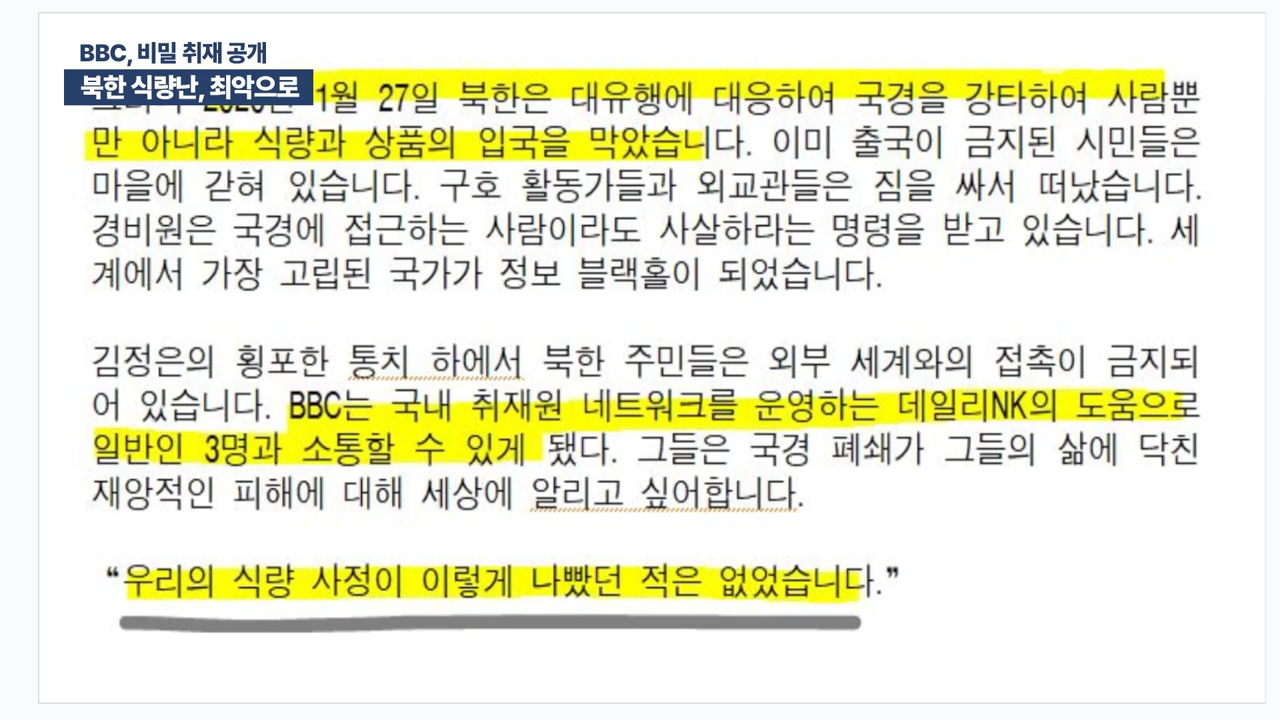 BBC, 비밀 취재 공개
북한 식량난, 최악으로
1월 27일 북한은 대유행에 대응하여 국경을 강타하여 사람뿐
만 아니라 식량과 상품의 입국을 막았습니다. 이미 출국이 금지된 시민들은
마을에 갇혀 있습니다. 구호 활동가들과 외교관들은 짐을 싸서 떠났습니다.
경비원은 국경에 접근하는 사람이라도 사살하라는 명령을 받고 있습니다. 세
계에서 가장 고립된 국가가 정보 블랙홀이 되었습니다.
김정은의 횡포한 통치 하에서 북한 주민들은 외부 세계와의 접촉이 금지되
어 있습니다. BBC는 국내 취재원 네트워크를 운영하는 데일리NK의 도움으로
일반인 3명과 소통할 수 있게 됐다. 그들은 국경 폐쇄가 그들의 삶에 닥친
재앙적인 피해에 대해 세상에 알리고 싶어합니다.
“우리의 식량 사정이 이렇게 나빴던 적은 없었습니다.”